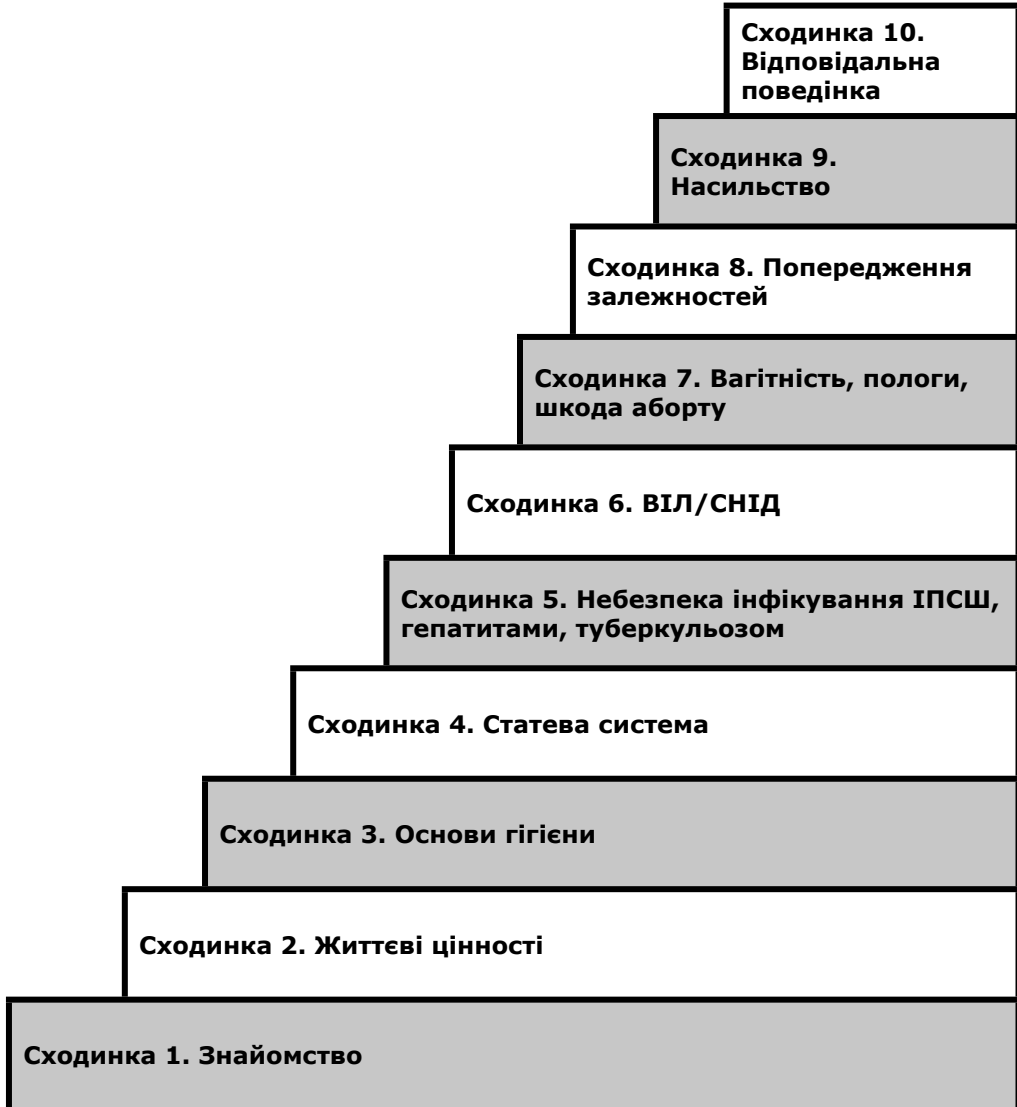 Сходинка 10.
Відповідальна
поведінка
Сходинка 9.
Насильство
Сходинка 8. Попередження
залежностей
Сходинка 7. Вагітність, пологи,
шкода аборту
Сходинка 6. ВІЛ/СНІД
Сходинка 5. Небезпека інфікування ІПСШ,
гепатитами, туберкульозом
Сходинка 4. Статева система
Сходинка 3. Основи гігієни
Сходинка 2. Життєві цінності
Сходинка 1. Знайомство